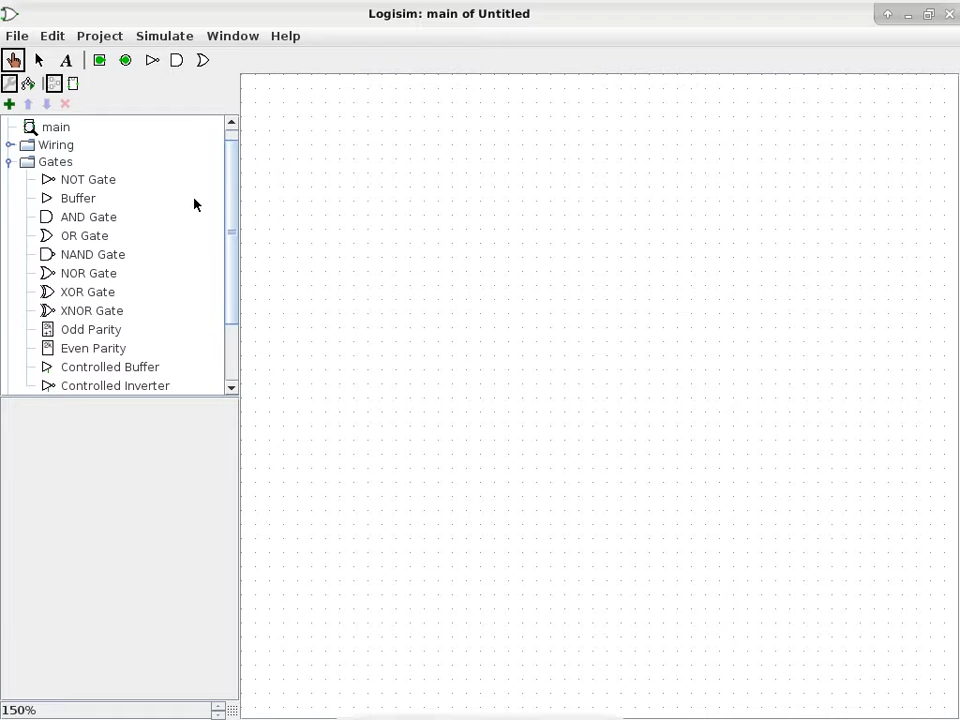 Logisim: main of Untitled
File Edit Project Simulate Window Help
A
main
Wiring
Gates
NOT Gate
Buffer
AND Gate
OR Gate
NAND Gate
NOR Gate
XOR Gate
XNOR Gate
Odd Parity
Even Parity
Controlled Buffer
Controlled Inverter
150%